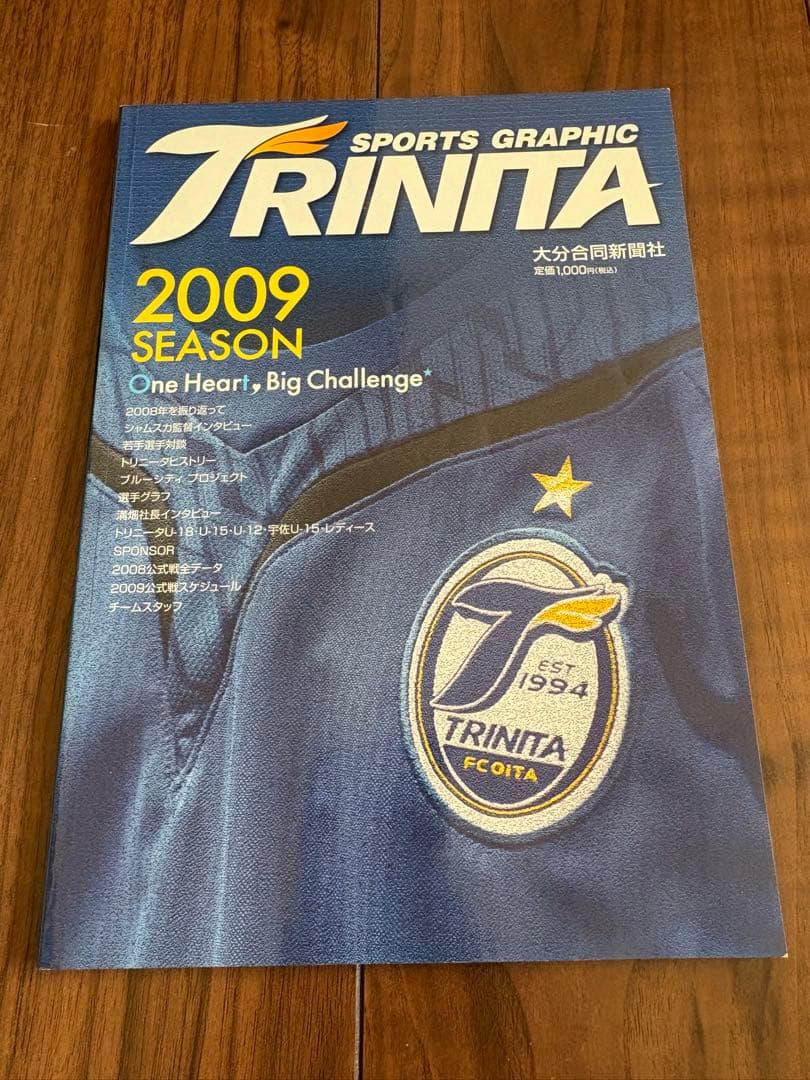 SPORTS GRAPHIC
TRINITA
大分合同新聞社
定価1,000円(税込)
2009
SEASON
One Heart, Big Challenge
2008年を振り返って
シャムスカ監督インタビュー
若手選手対談
トリニータヒストリー
ブルーシティ プロジェクト
選手グラフ
溝畑社長インタビュー
トリニータU-18・U-15・U-12・宇佐U-15・レディース
SPONSOR
2008公式戦全データ
2009公式戦スケジュール
チームスタッフ
EST
1994
TRINITA
FC OITA